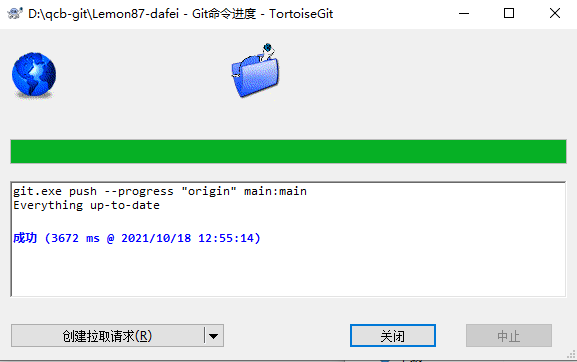 D:\qcb-git\Lemon87-dafei - Git命令进度 - TortoiseGit
git.exe push --progress "origin" main:main
Everything up-to-date
成功 (3672 ms @ 2021/10/18 12:55:14)
创建拉取请求(R)
关闭
中止